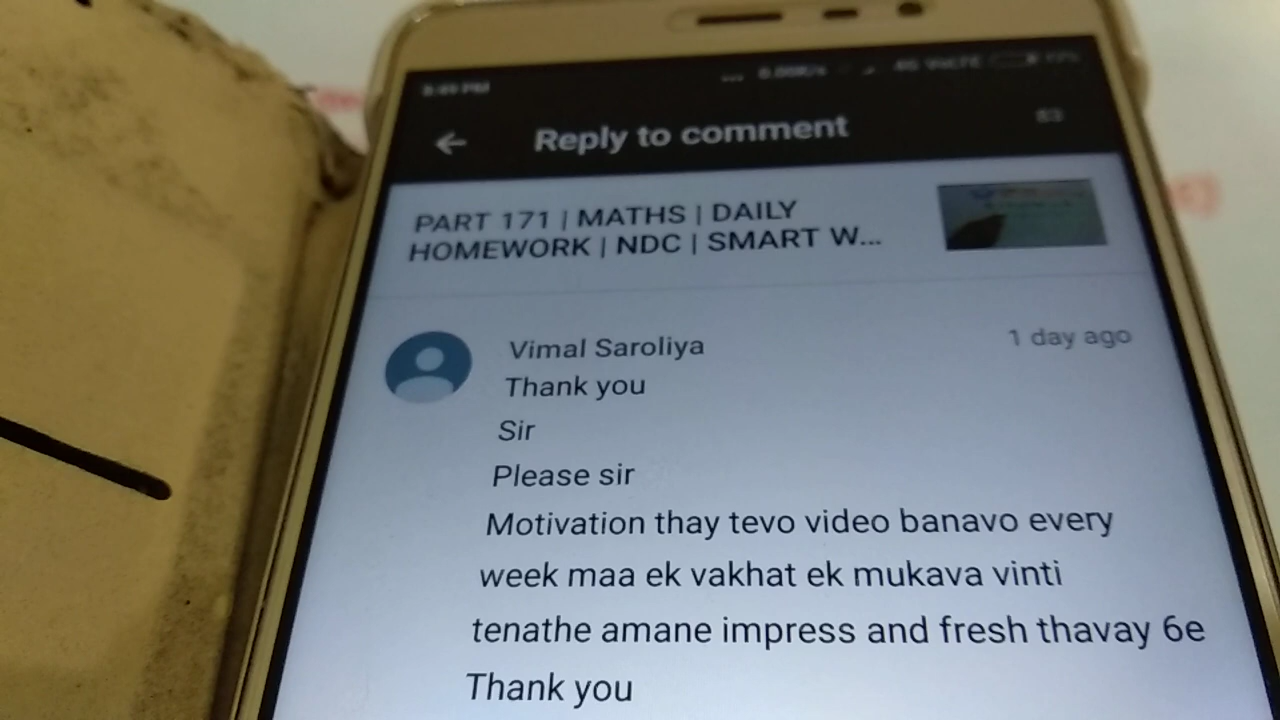 Reply to comment
PART 171 | MATHS | DAILY
HOMEWORK | NDC | SMART W...
Vimal Saroliya
1 day ago
Thank you
Sir
Please sir
Motivation thay tevo video banavo every
week maa ek vakhat ek mukava vinti
tenathe amane impress and fresh thavay 6e
Thank you